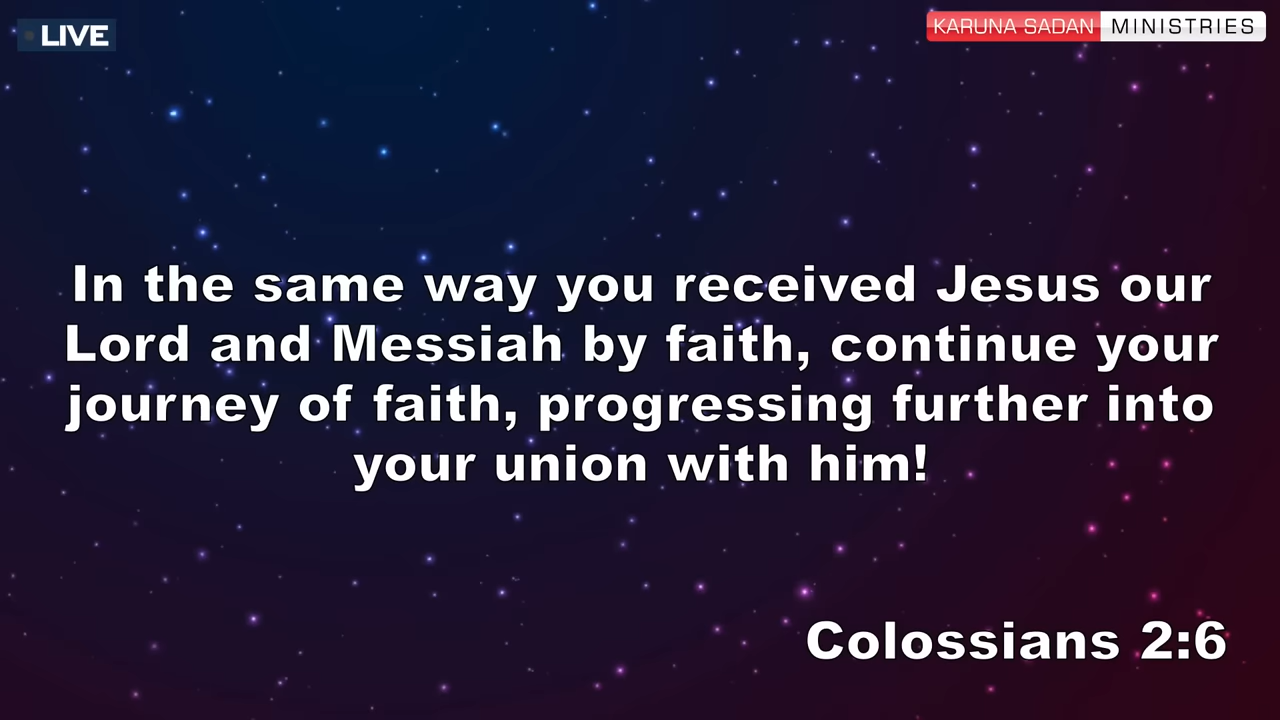 LIVE
KARUNA SADAN MINISTRIES
In the same way you received Jesus our
Lord and Messiah by faith, continue your
journey of faith, progressing further into
your union with him!
Colossians 2:6